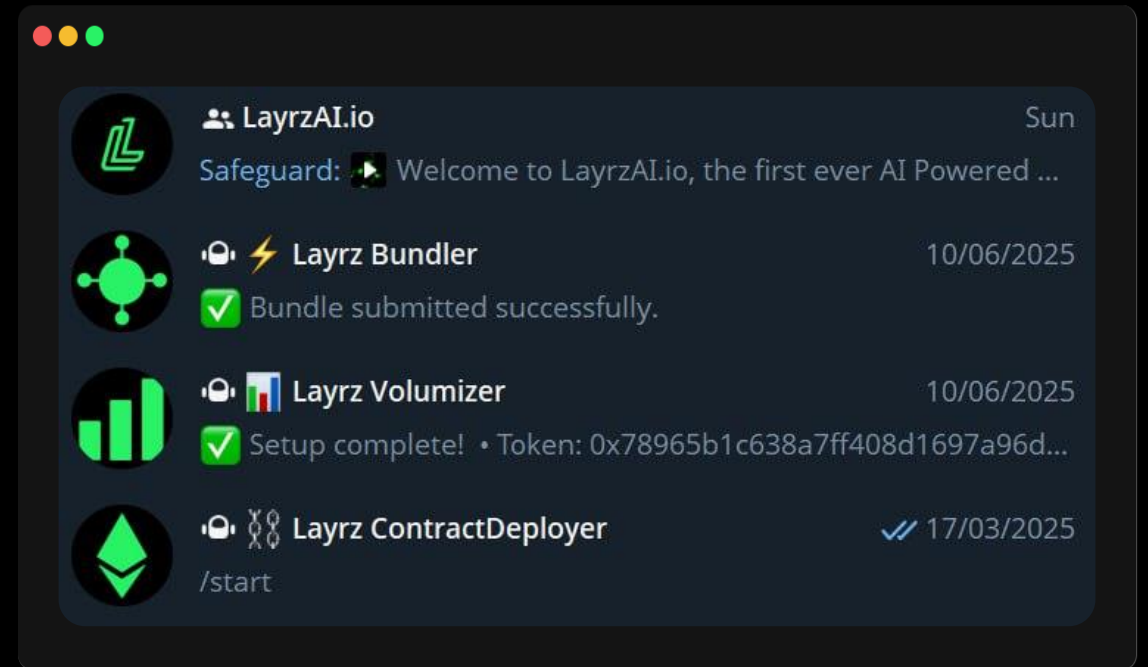 LayrzAI.io Sun
Safeguard: Welcome to LayrzAI.io, the first ever AI Powered ...
⚡ Layrz Bundler 10/06/2025
✅ Bundle submitted successfully.
📊 Layrz Volumizer 10/06/2025
✅ Setup complete! • Token: 0x78965b1c638a7ff408d1697a96d...
⛓ Layrz ContractDeployer 17/03/2025
/start